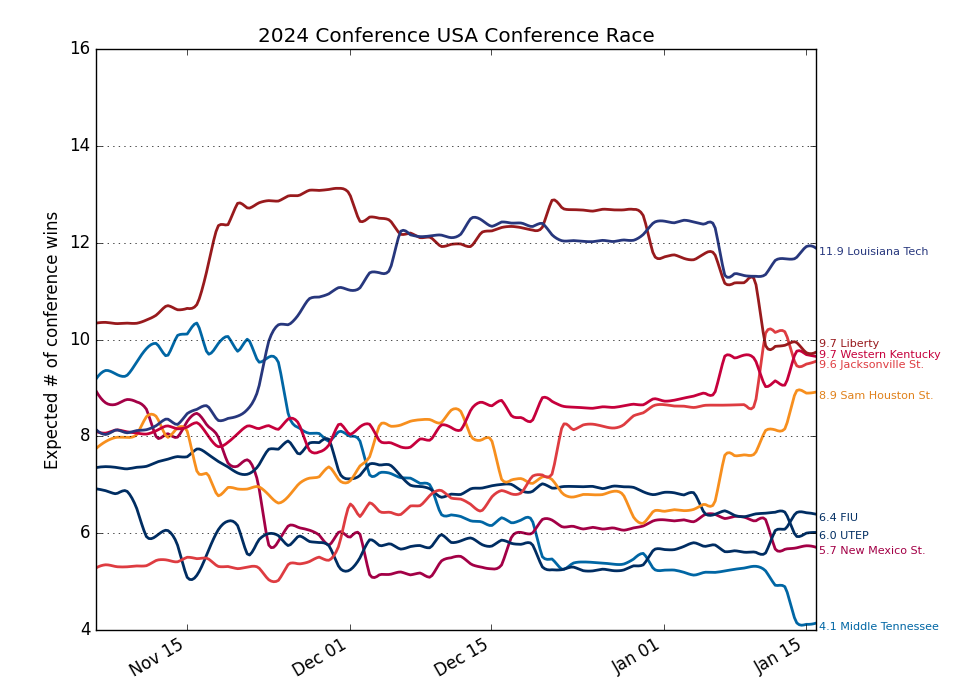 2024 Conference USA Conference Race
Expected # of conference wins
16
14
12
10
8
6
4
Nov 15
Dec 01
Dec 15
Jan 01
Jan 15
11.9 Louisiana Tech
9.7 Liberty
9.7 Western Kentucky
9.6 Jacksonville St.
8.9 Sam Houston St.
6.4 FIU
6.0 UTEP
5.7 New Mexico St.
4.1 Middle Tennessee